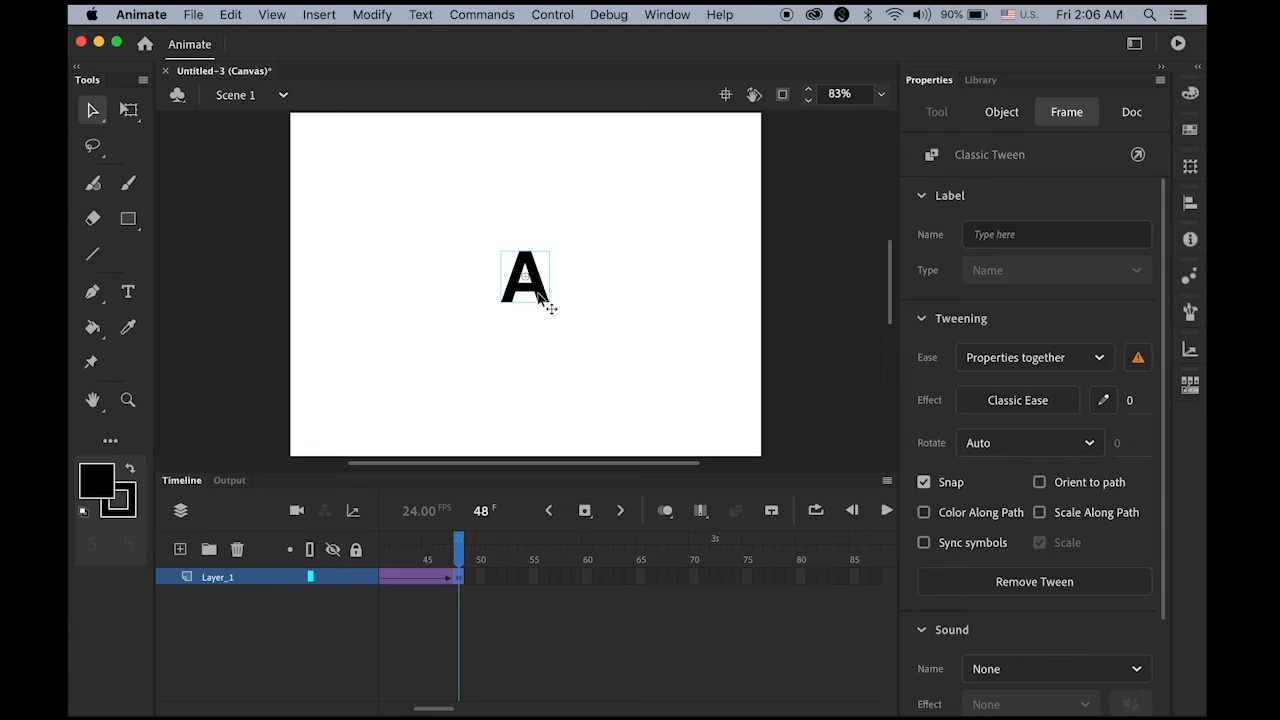 Animate File Edit View Insert Modify Text Commands Control Debug Window Help 90% U.S. Fri 2:06 AM
Animate
Tools
Untitled-3 (Canvas)*
Scene 1
83%
A
Properties Library
Tool Object Frame Doc
Classic Tween
Label
Name Type here
Type Name
Tweening
Ease Properties together
Effect Classic Ease 0
Rotate Auto 0
Snap Orient to path
Color Along Path Scale Along Path
Sync symbols Scale
Remove Tween
Sound
Name None
Effect None
Timeline Output
24.00 FPS 48 F
2s 3s
45 50 55 60 65 70 75 80 85
Layer_1